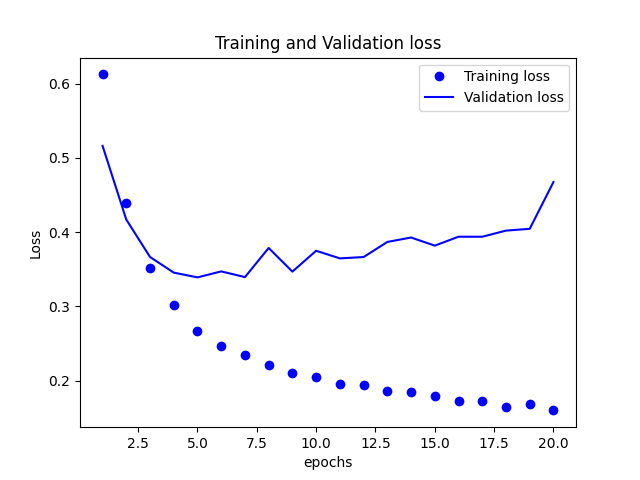 Training and Validation loss
Training loss
Validation loss
Loss
0.6
0.5
0.4
0.3
0.2
2.5 5.0 7.5 10.0 12.5 15.0 17.5 20.0
epochs